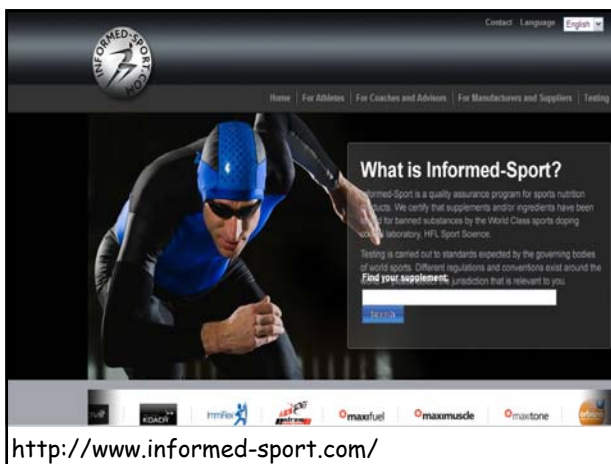 Contact Language English
INFORMED-SPORT.COM
Home | For Athletes | For Coaches and Advisors | For Manufacturers and Suppliers | Testing
What is Informed-Sport?
Informed-Sport is a quality assurance program for sports nutrition
products. We certify that supplements and/or ingredients have been
for banned substances by the World Class sports doping
laboratory, HFL Sport Science.
Testing is carried out to standards expected by the governing bodies
of world sports. Different regulations and conventions exist around the
jurisdiction that is relevant to you
Find your supplement:
Search
KOACR
ImmFlex
maxifuel
maximuscle
maxitone
http://www.informed-sport.com/